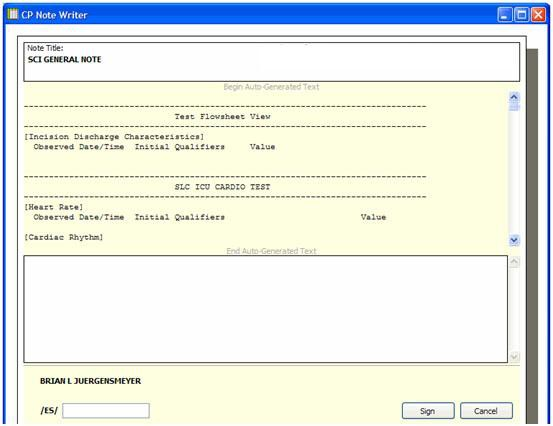 CP Note Writer
Note Title:
SCI GENERAL NOTE
Begin Auto-Generated Text
--------------------------------------------------------------------------------
Test Flowsheet View
--------------------------------------------------------------------------------
[Incision Discharge Characteristics]
Observed Date/Time Initial Qualifiers Value
--------------------------------------------------------------------------------
SLC ICU CARDIO TEST
--------------------------------------------------------------------------------
[Heart Rate]
Observed Date/Time Initial Qualifiers Value
[Cardiac Rhythm]
End Auto-Generated Text
BRIAN L JUERGENSMEYER
/ES/
Sign Cancel